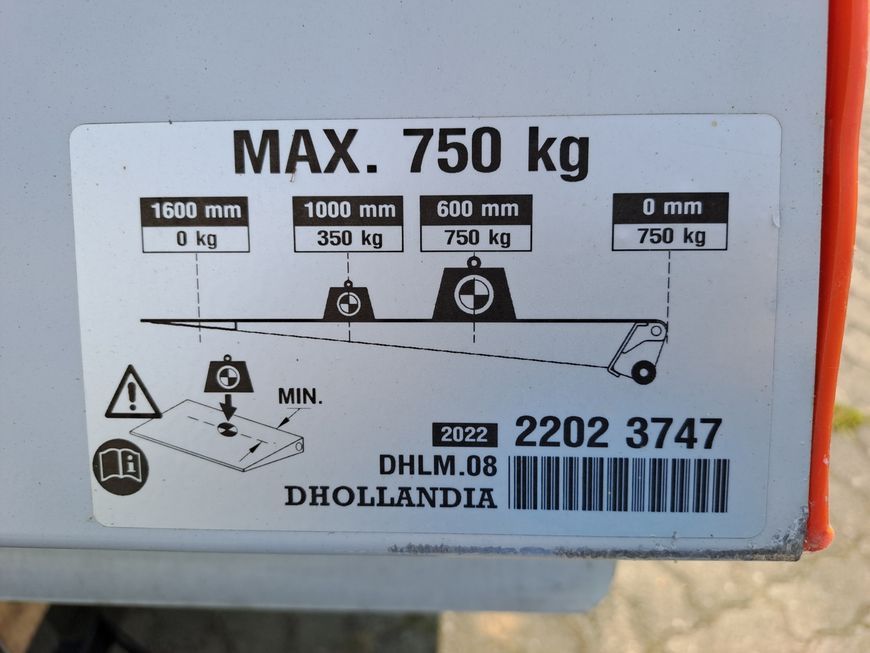 MAX. 750 kg
1600 mm
0 kg
1000 mm
350 kg
600 mm
750 kg
0 mm
750 kg
MIN.
2022 2202 3747
DHLM.08
DHOLLANDIA